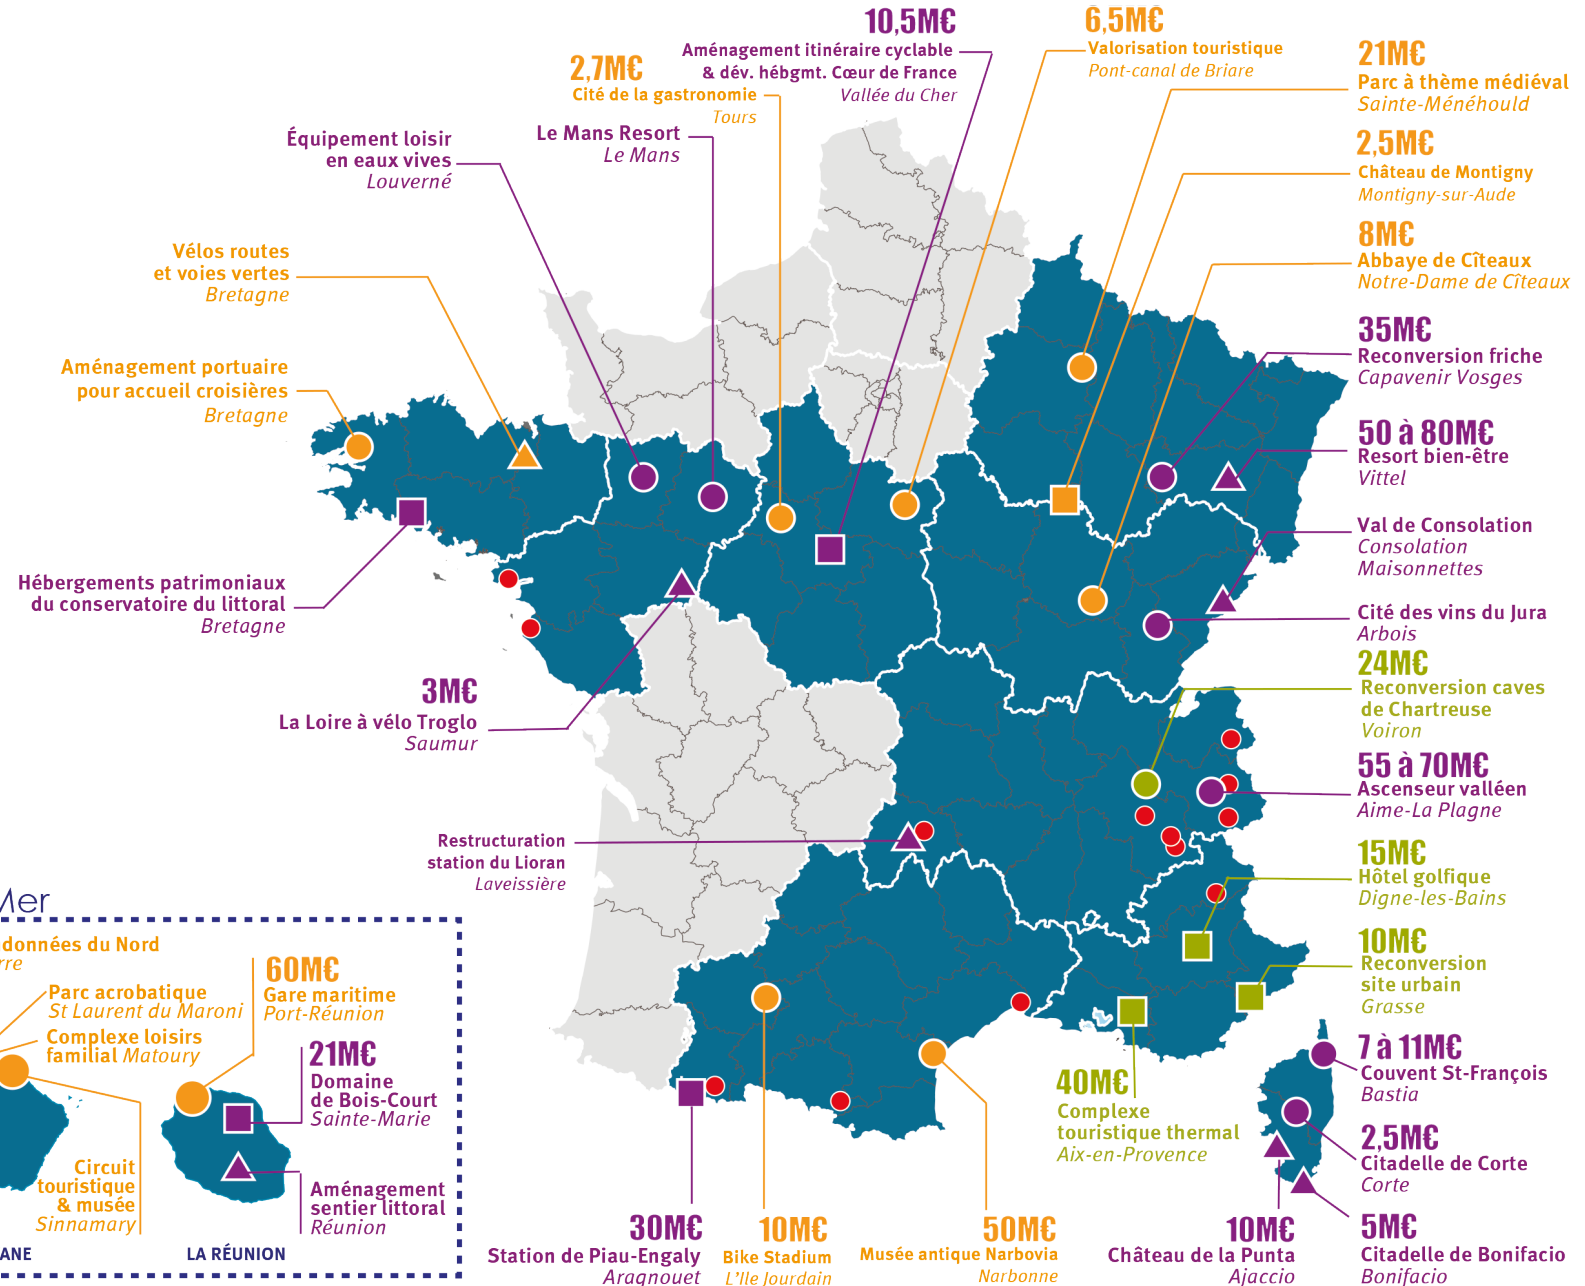 10,5M€
Aménagement itinéraire cyclable
& dév. hébgmt. Cœur de France
Vallée du Cher
6,5M€
Valorisation touristique
Pont-canal de Briare
2,7M€
Cité de la gastronomie
Tours
21M€
Parc à thème médiéval
Sainte-Ménéhould
Le Mans Resort
Le Mans
Équipement loisir
en eaux vives
Louverné
2,5M€
Château de Montigny
Montigny-sur-Aude
8M€
Abbaye de Cîteaux
Notre-Dame de Cîteaux
Vélos routes
et voies vertes
Bretagne
35M€
Reconversion friche
Capavenir Vosges
Aménagement portuaire
pour accueil croisières
Bretagne
50 à 80M€
Resort bien-être
Vittel
Val de Consolation
Consolation
Maisonnettes
Hébergements patrimoniaux
du conservatoire du littoral
Bretagne
Cité des vins du Jura
Arbois
24M€
Reconversion caves
de Chartreuse
Voiron
3M€
La Loire à vélo Troglo
Saumur
55 à 70M€
Ascenseur valléen
Aime-La Plagne
Restructuration
station du Lioran
Laveissière
15M€
Hôtel golfique
Digne-les-Bains
10M€
Reconversion
site urbain
Grasse
Mer
données du Nord
rre
Parc acrobatique
St Laurent du Maroni
Complexe loisirs
familial Matoury
60M€
Gare maritime
Port-Réunion
21M€
Domaine
de Bois-Court
Sainte-Marie
Circuit
touristique
& musée
Sinnamary
Aménagement
sentier littoral
Réunion
ANE
LA RÉUNION
40M€
Complexe
touristique thermal
Aix-en-Provence
7 à 11M€
Couvent St-François
Bastia
2,5M€
Citadelle de Corte
Corte
30M€
Station de Piau-Engaly
Aragnouet
10M€
Bike Stadium
L'Ile Jourdain
50M€
Musée antique Narbovia
Narbonne
10M€
Château de la Punta
Ajaccio
5M€
Citadelle de Bonifacio
Bonifacio